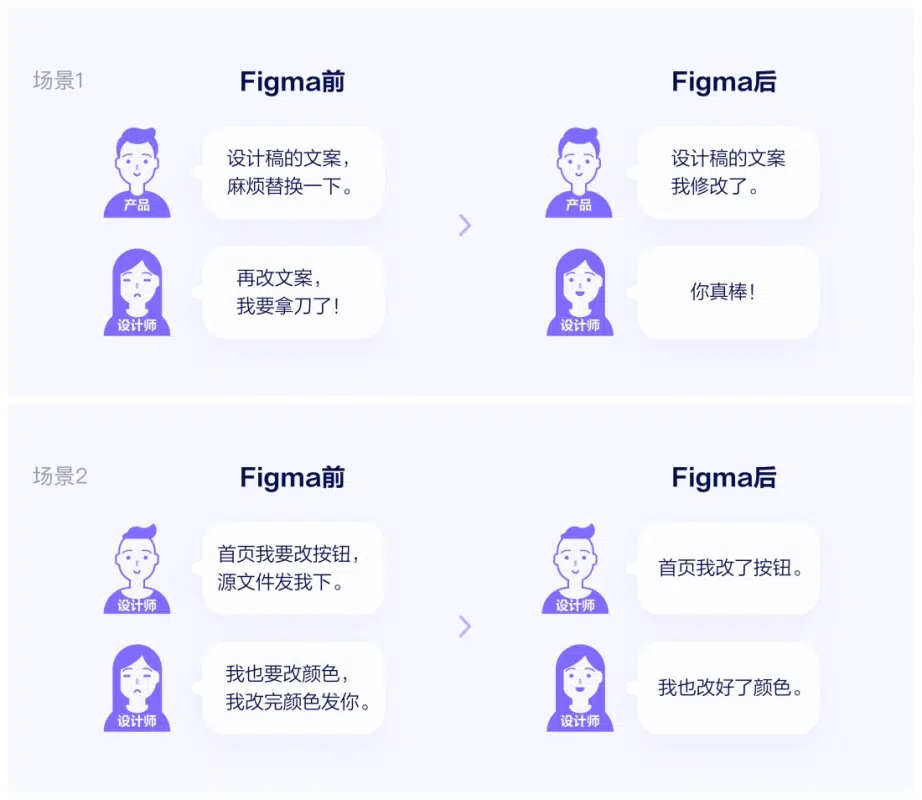 场景1
Figma前
Figma后
产品
设计稿的文案，
麻烦替换一下。
产品
设计稿的文案
我修改了。
设计师
再改文案，
我要拿刀了！
设计师
你真棒！
场景2
Figma前
Figma后
设计师
首页我要改按钮，
源文件发我下。
设计师
首页我改了按钮。
设计师
我也要改颜色，
我改完颜色发你。
设计师
我也改好了颜色。